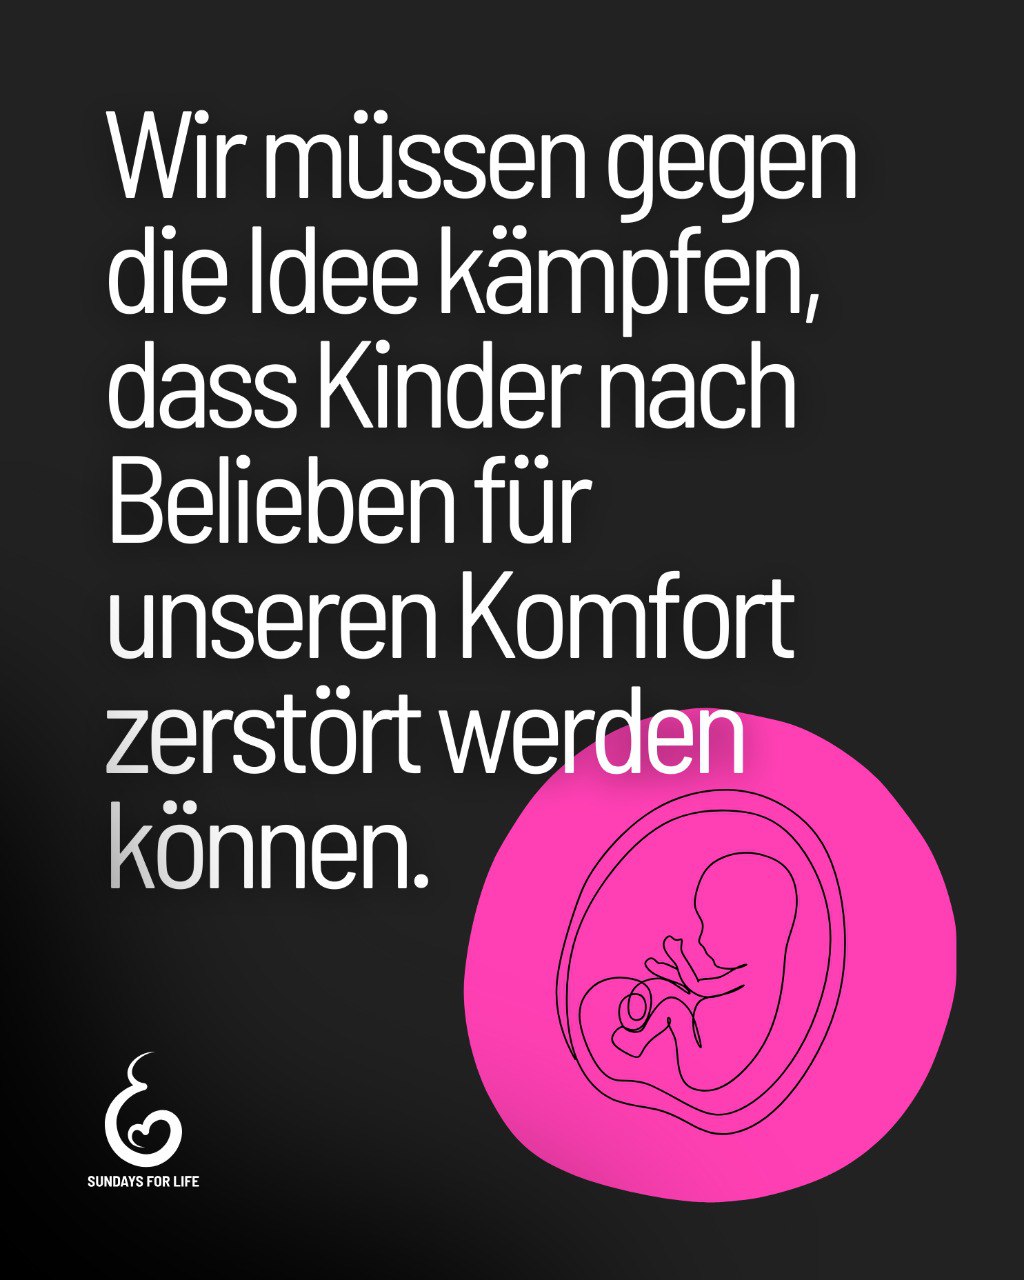 Wir müssen gegen
die Idee kämpfen,
dass Kinder nach
Belieben für
unseren Komfort
zerstört werden
können.
SUNDAYS FOR LIFE